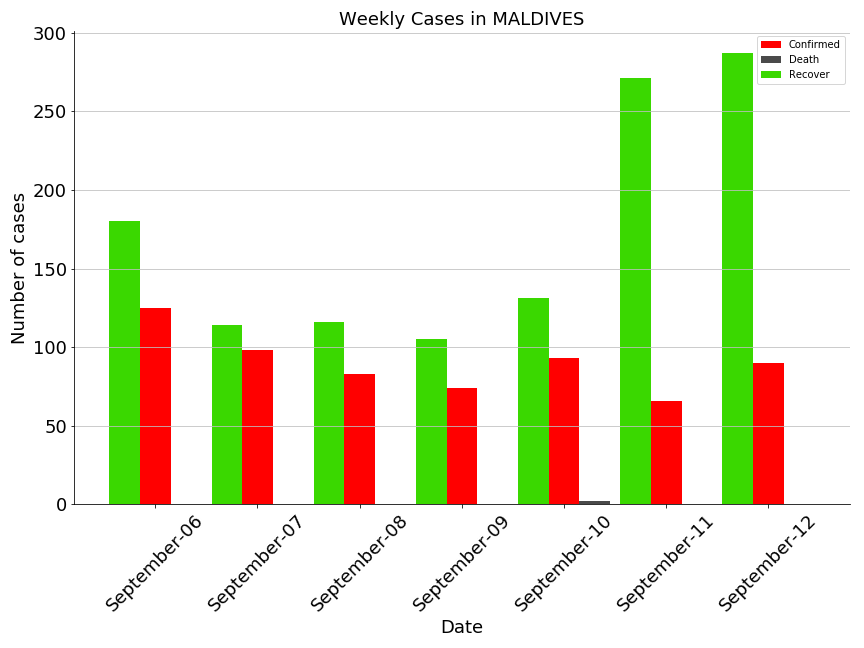 Weekly Cases in MALDIVES
Confirmed
Death
Recover
Number of cases
300
250
200
150
100
50
0
September-06
September-07
September-08
September-09
September-10
September-11
September-12
Date